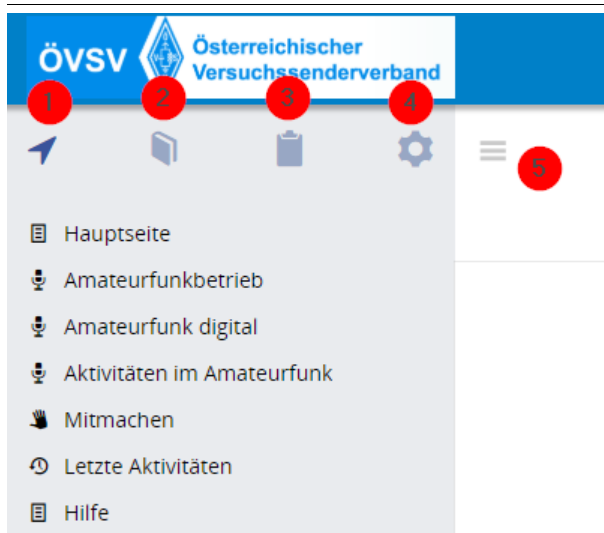 ÖVSV
Österreichischer
Versuchssenderverband
1
2
3
4
5
Hauptseite
Amateurfunkbetrieb
Amateurfunk digital
Aktivitäten im Amateurfunk
Mitmachen
Letzte Aktivitäten
Hilfe